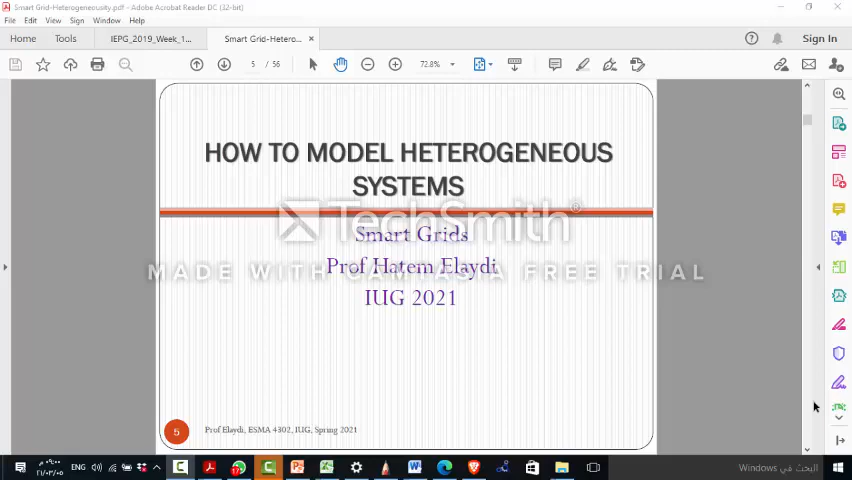 Smart Grid-Heterogeneousity.pdf - Adobe Acrobat Reader DC (32-bit)
File Edit View Sign Window Help
Home Tools IEPG_2019_Week_1... Smart Grid-Hetero... × Sign In
5 / 56 72.8%
HOW TO MODEL HETEROGENEOUS
SYSTEMS
TechSmith®
Smart Grids
MADE WITH CAMTASIA FREE TRIAL
Prof Hatem Elaydi
IUG 2021
5 Prof Elaydi, ESMA 4302, IUG, Spring 2021
ENG
17
البحث في Windows